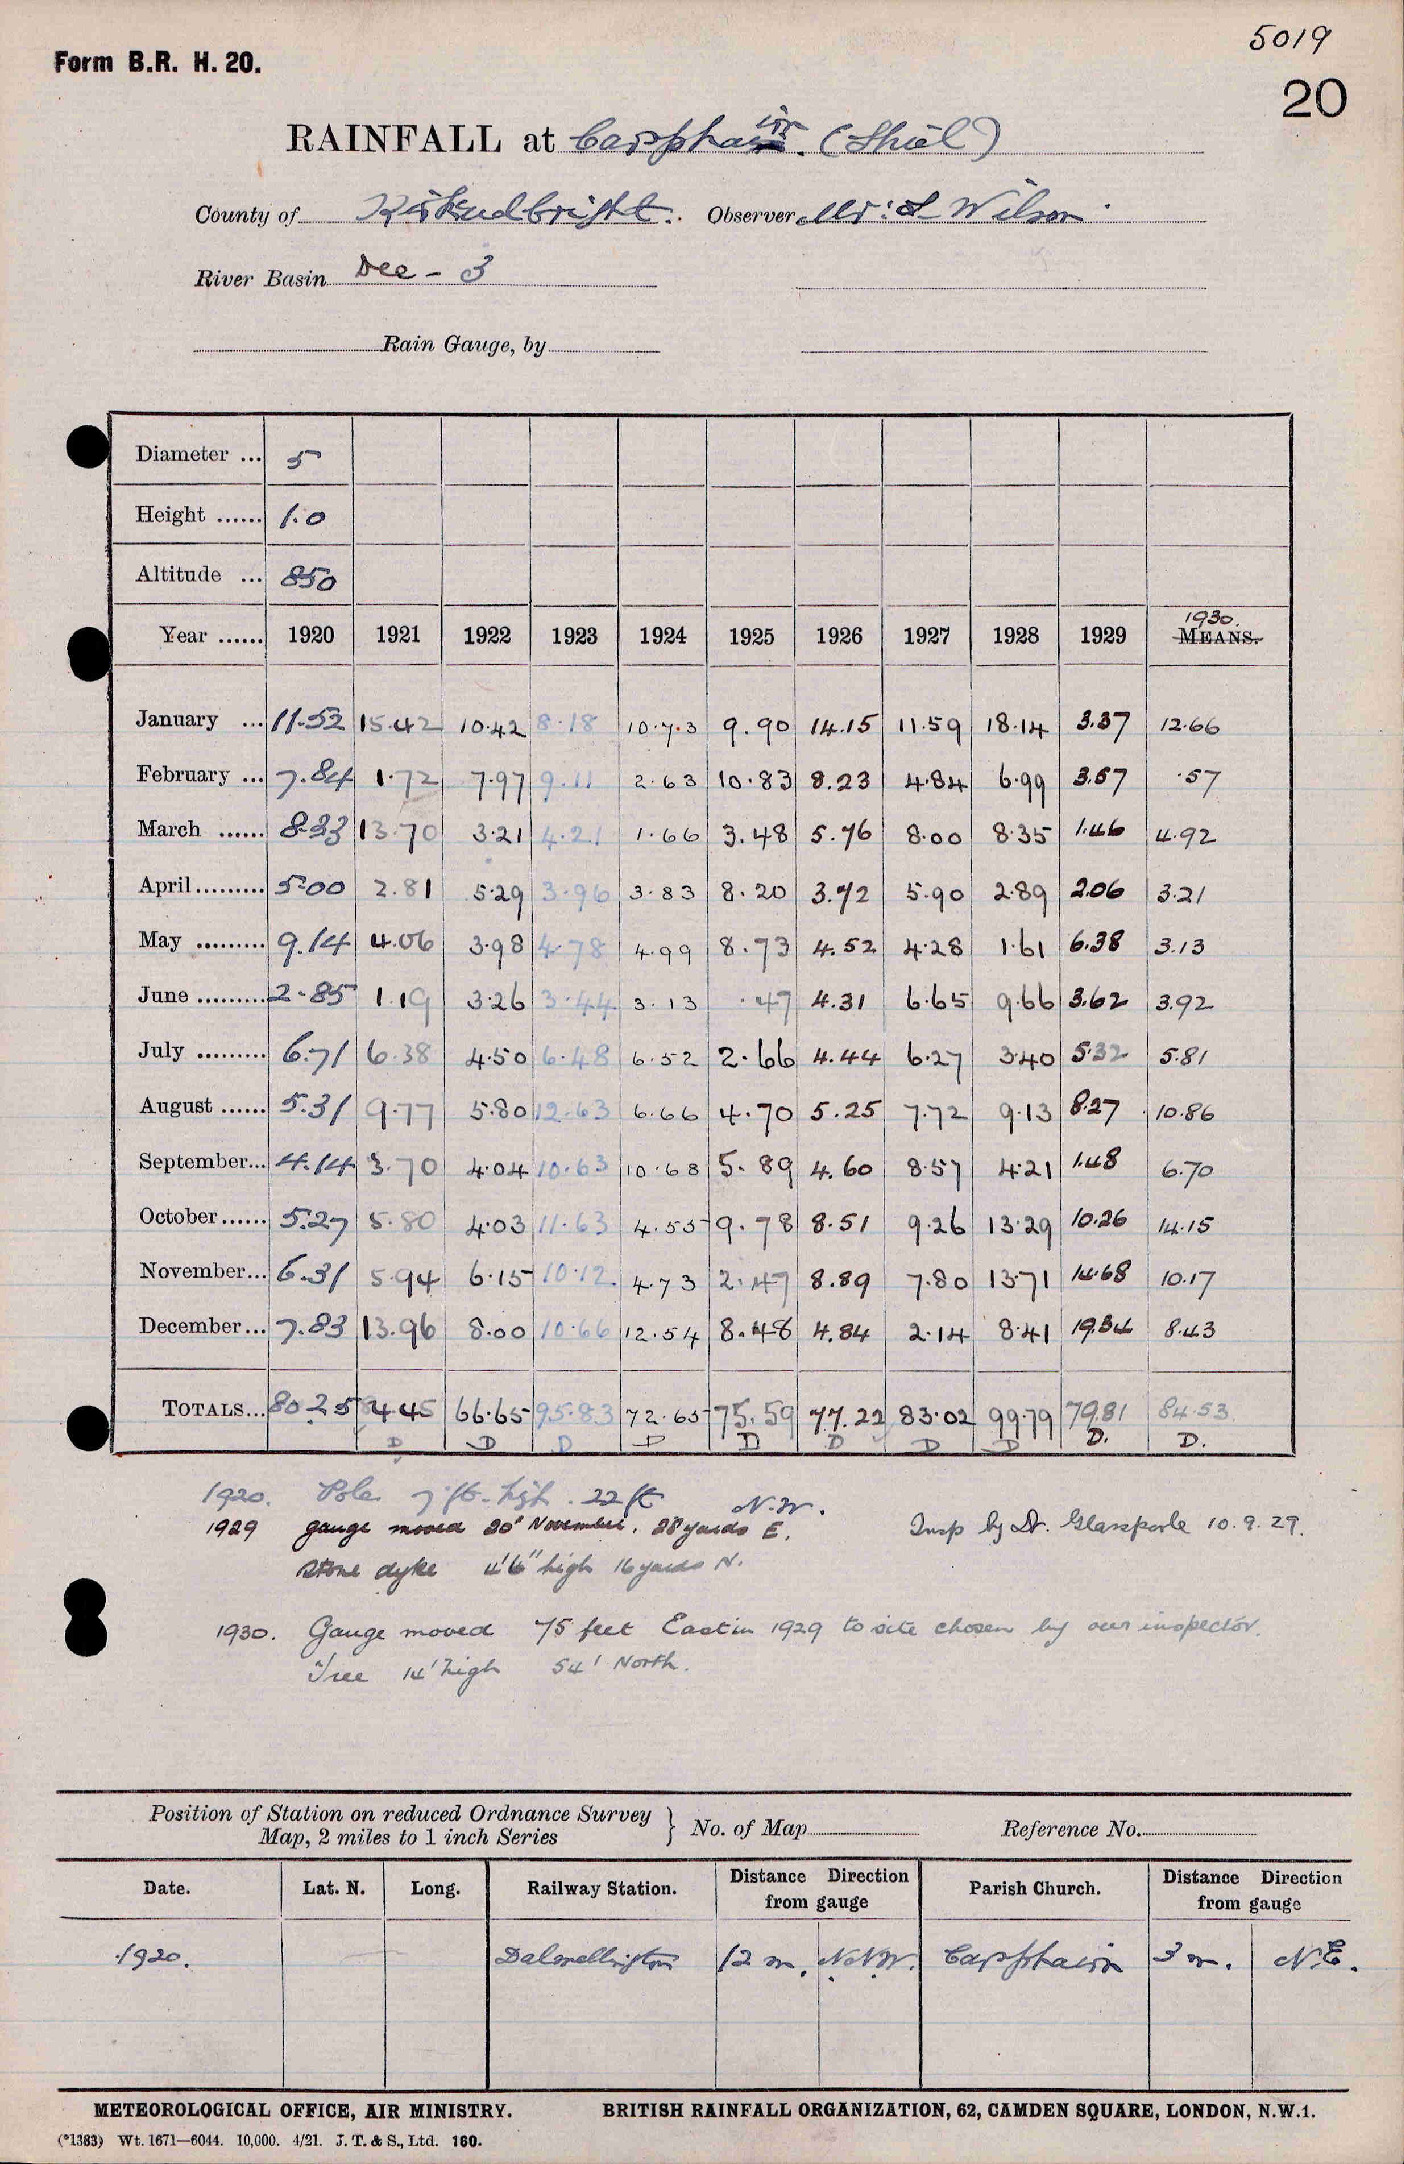 5019
Form B.R. H. 20.
20
RAINFALL at Carsphairn. (Shiel)
County of Kirkcudbright. Observer Mr. L Wilson
River Basin Dee - 3
Rain Gauge, by
Diameter ... 5
Height ...... 1.0
Altitude ... 850
Year ...... 1920 1921 1922 1923 1924 1925 1926 1927 1928 1929 1930. MEANS.
January ... 11.52 15.42 10.42 8.18 10.73 9.90 14.15 11.59 18.14 3.37 12.66
February ... 7.84 1.72 7.97 9.11 2.63 10.83 8.23 4.84 6.99 3.57 .57
March ...... 8.33 13.70 3.21 4.21 1.66 3.48 5.76 8.00 8.35 1.46 4.92
April ......... 5.00 2.81 5.29 3.96 3.83 8.20 3.72 5.90 2.89 2.06 3.21
May ......... 9.14 4.06 3.98 4.78 4.99 8.73 4.52 4.28 1.61 6.38 3.13
June ......... 2.85 1.19 3.26 3.44 3.13 .47 4.31 6.65 9.66 3.62 3.92
July ......... 6.71 6.38 4.50 6.48 6.52 2.66 4.44 6.27 3.40 5.32 5.81
August ...... 5.31 9.77 5.80 12.63 6.66 4.70 5.25 7.72 9.13 8.27 10.86
September... 4.14 3.70 4.04 10.63 10.68 5.89 4.60 8.57 4.21 1.48 6.70
October...... 5.27 5.80 4.03 11.63 4.55 9.78 8.51 9.26 13.29 10.26 14.15
November... 6.31 5.94 6.15 10.12 4.73 2.47 8.89 7.80 13.71 14.68 10.17
December... 7.83 13.96 8.00 10.66 12.54 8.48 4.84 2.14 8.41 19.34 8.43
TOTALS... 80.25 84.45 66.65 95.83 72.65 75.59 77.22 83.02 99.79 79.81 84.53
D D D D D D D D D. D.
1920. Pole 7 ft. high. 22 ft N.W.
1929 gauge moved 20' November. 28 yards E. Insp by Dr. Glasspoole 10.9.29.
Stone dyke 4'6" high 16 yards N.
1930. Gauge moved 75 feet East in 1929 to site chosen by our inspector.
Tree 14' high 54' North.
Position of Station on reduced Ordnance Survey
Map, 2 miles to 1 inch Series } No. of Map Reference No.
Date. Lat. N. Long. Railway Station. Distance Direction from gauge Parish Church. Distance Direction from gauge
1920. Dalmellington 12 m. N.N.W. Carsphairn 3 m. N.E.
METEOROLOGICAL OFFICE, AIR MINISTRY. BRITISH RAINFALL ORGANIZATION, 62, CAMDEN SQUARE, LONDON, N.W.1.
(*1383) Wt. 1671—6044. 10,000. 4/21. J. T. & S., Ltd. 160.